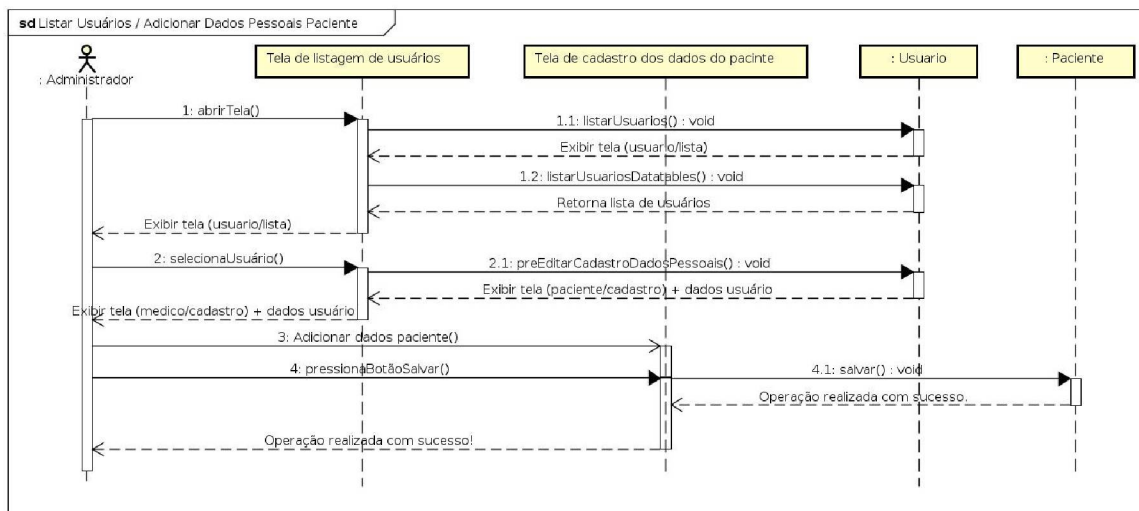 sd Listar Usuários / Adicionar Dados Pessoais Paciente
: Administrador
Tela de listagem de usuários
Tela de cadastro dos dados do pacinte
: Usuario
: Paciente
1: abrirTela()
1.1: listarUsuarios() : void
Exibir tela (usuario/lista)
1.2: listarUsuariosDatatables() : void
Retorna lista de usuários
Exibir tela (usuario/lista)
2: selecionaUsuário()
2.1: preEditarCadastroDadosPessoais() : void
Exibir tela (paciente/cadastro) + dados usuário
Exibir tela (medico/cadastro) + dados usuário
3: Adicionar dados paciente()
4: pressionaBotãoSalvar()
4.1: salvar() : void
Operação realizada com sucesso.
Operação realizada com sucesso!